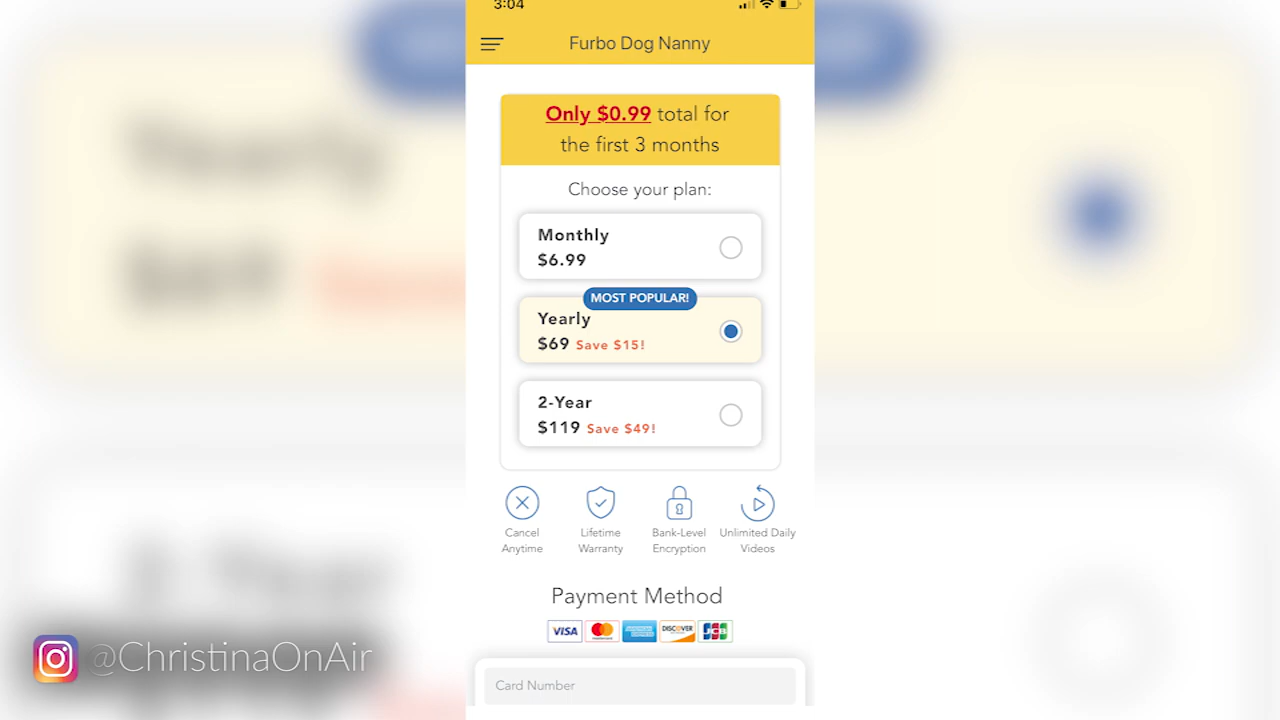 3:04
Furbo Dog Nanny
Only $0.99 total for
the first 3 months
Choose your plan:
Monthly
$6.99
MOST POPULAR!
Yearly
$69 Save $15!
2-Year
$119 Save $49!
Cancel
Anytime
Lifetime
Warranty
Bank-Level
Encryption
Unlimited Daily
Videos
Payment Method
VISA
DISCOVER
JCB
Card Number
@ChristinaOnAir